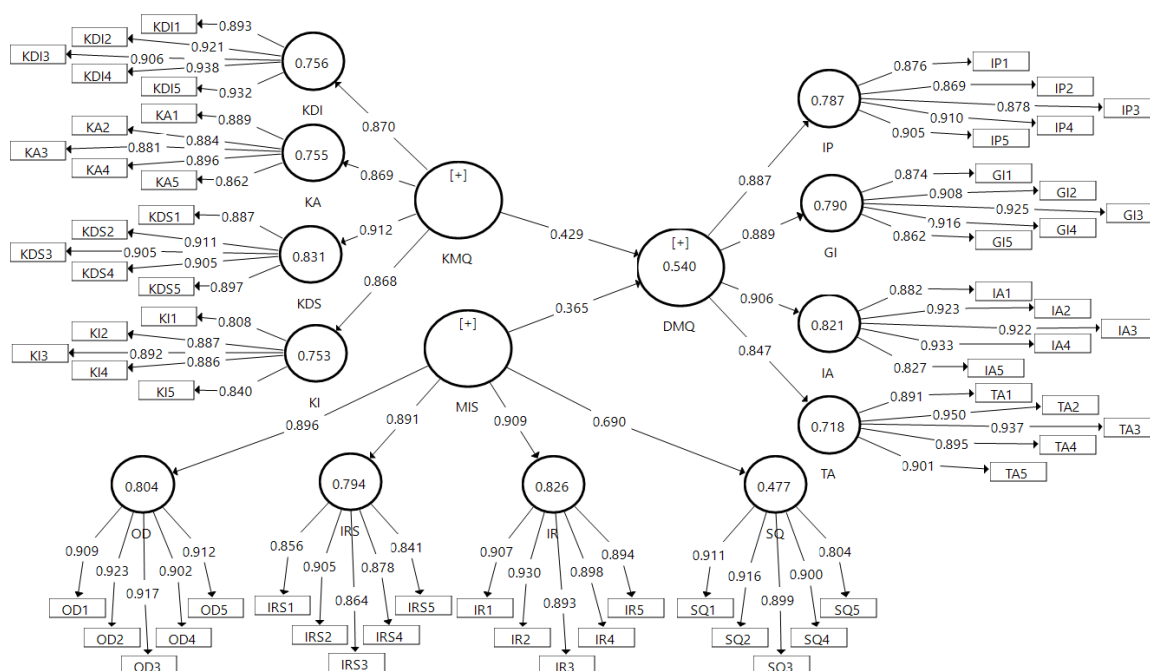 KDI1
0.893
KDI2
0.921
KDI3
0.906
KDI4
0.938
KDI5
0.932
0.756
KDI
KA1
0.889
KA2
0.884
KA3
0.881
KA4
0.896
KA5
0.862
0.755
KA
KDS1
0.887
KDS2
0.911
KDS3
0.905
KDS4
0.905
KDS5
0.897
0.831
KDS
KI1
0.808
KI2
0.887
KI3
0.892
KI4
0.886
KI5
0.840
0.753
KI
0.870
0.869
0.912
0.868
[+]
KMQ
0.429
[+]
MIS
0.365
[+]
0.540
DMQ
0.887
0.889
0.906
0.847
0.787
IP
0.876
IP1
0.869
IP2
0.878
IP3
0.910
IP4
0.905
IP5
0.790
GI
0.874
GI1
0.908
GI2
0.925
GI3
0.916
GI4
0.862
GI5
0.821
IA
0.882
IA1
0.923
IA2
0.922
IA3
0.933
IA4
0.827
IA5
0.718
TA
0.891
TA1
0.950
TA2
0.937
TA3
0.895
TA4
0.901
TA5
0.896
0.891
0.909
0.690
0.804
OD
0.909
0.923
0.917
0.902
0.912
OD1
OD2
OD3
OD4
OD5
0.794
IRS
0.856
0.905
0.864
0.878
0.841
IRS1
IRS2
IRS3
IRS4
IRS5
0.826
IR
0.907
0.930
0.893
0.898
0.894
IR1
IR2
IR3
IR4
IR5
0.477
SQ
0.911
0.916
0.899
0.900
0.804
SQ1
SQ2
SQ3
SQ4
SQ5